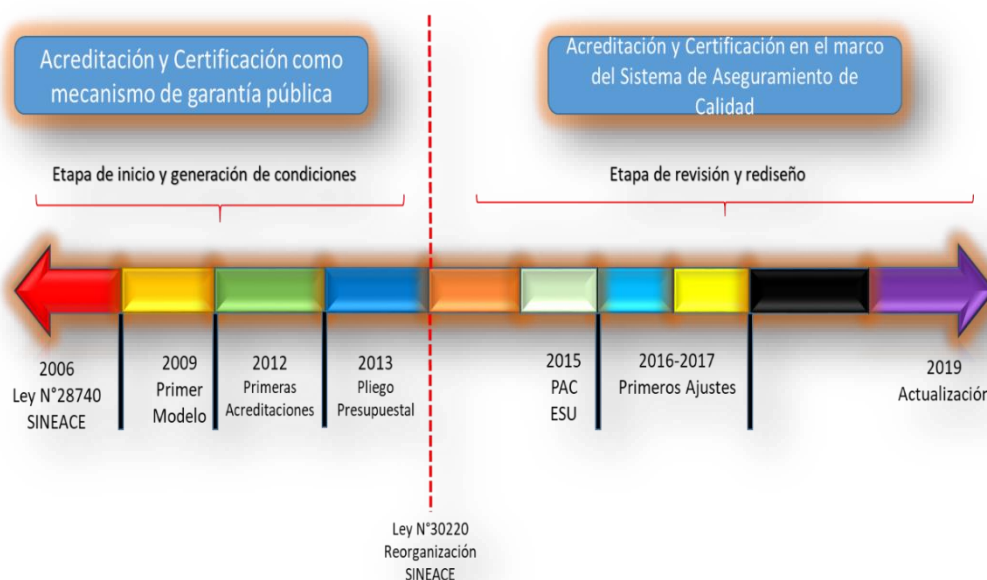 Acreditación y Certificación como
mecanismo de garantía pública
Acreditación y Certificación en el marco
del Sistema de Aseguramiento de
Calidad
Etapa de inicio y generación de condiciones
Etapa de revisión y rediseño
2006
Ley N°28740
SINEACE
2009
Primer
Modelo
2012
Primeras
Acreditaciones
2013
Pliego
Presupuestal
2015
PAC
ESU
2016-2017
Primeros Ajustes
2019
Actualización
Ley N°30220
Reorganización
SINEACE